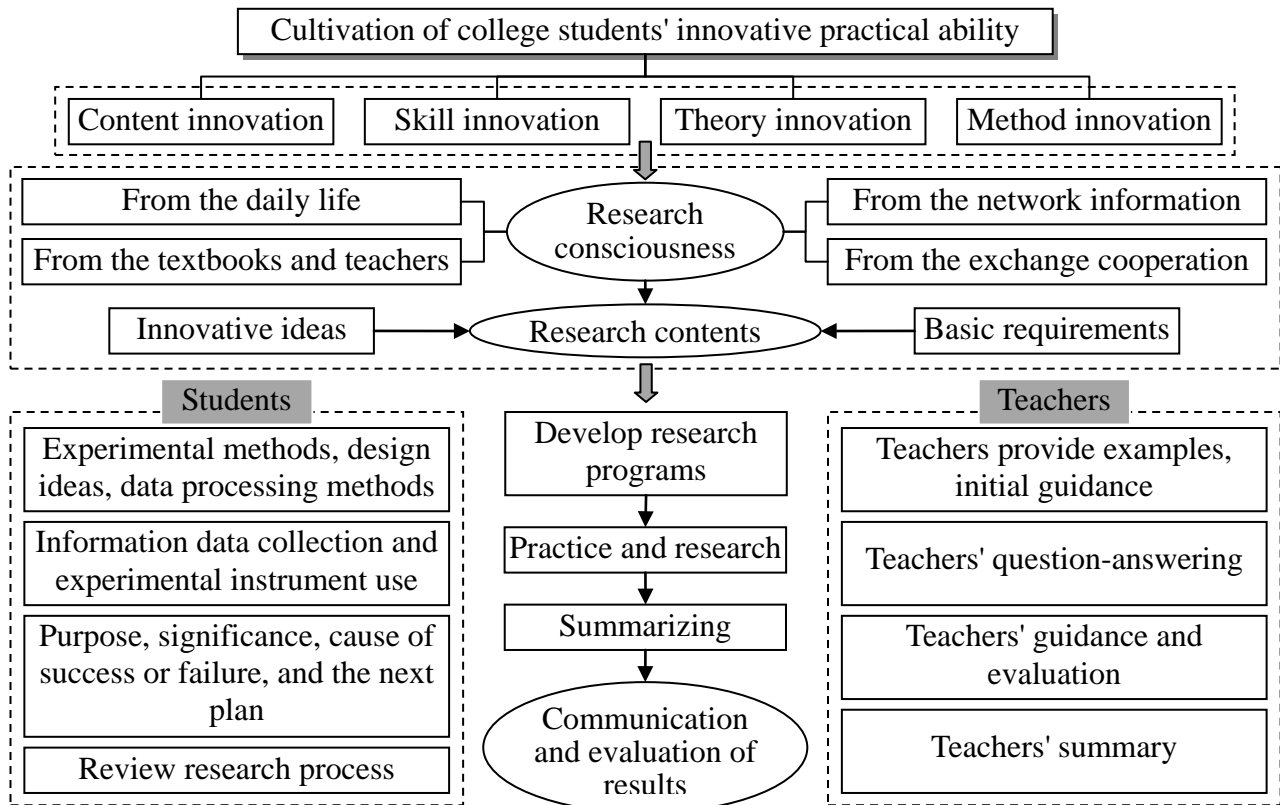 Cultivation of college students' innovative practical ability
Content innovation
Skill innovation
Theory innovation
Method innovation
From the daily life
From the textbooks and teachers
Research
consciousness
From the network information
From the exchange cooperation
Innovative ideas
Research contents
Basic requirements
Students
Experimental methods, design
ideas, data processing methods
Information data collection and
experimental instrument use
Purpose, significance, cause of
success or failure, and the next
plan
Review research process
Develop research
programs
Practice and research
Summarizing
Communication
and evaluation of
results
Teachers
Teachers provide examples,
initial guidance
Teachers' question-answering
Teachers' guidance and
evaluation
Teachers' summary